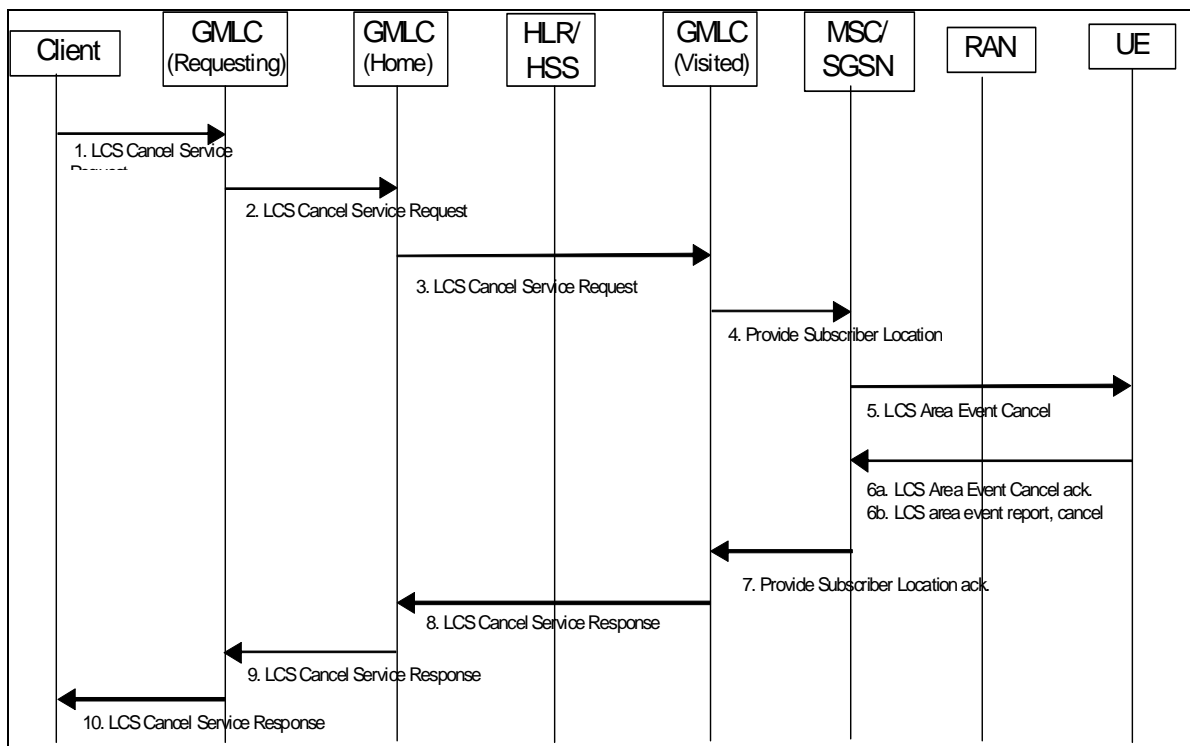 Client
GMLC
(Requesting)
GMLC
(Home)
HLR/
HSS
GMLC
(Visited)
MSC/
SGSN
RAN
UE
1. LCS Cancel Service
2. LCS Cancel Service Request
3. LCS Cancel Service Request
4. Provide Subscriber Location
5. LCS Area Event Cancel
6a. LCS Area Event Cancel ack.
6b. LCS area event report, cancel
7. Provide Subscriber Location ack.
8. LCS Cancel Service Response
9. LCS Cancel Service Response
10. LCS Cancel Service Response